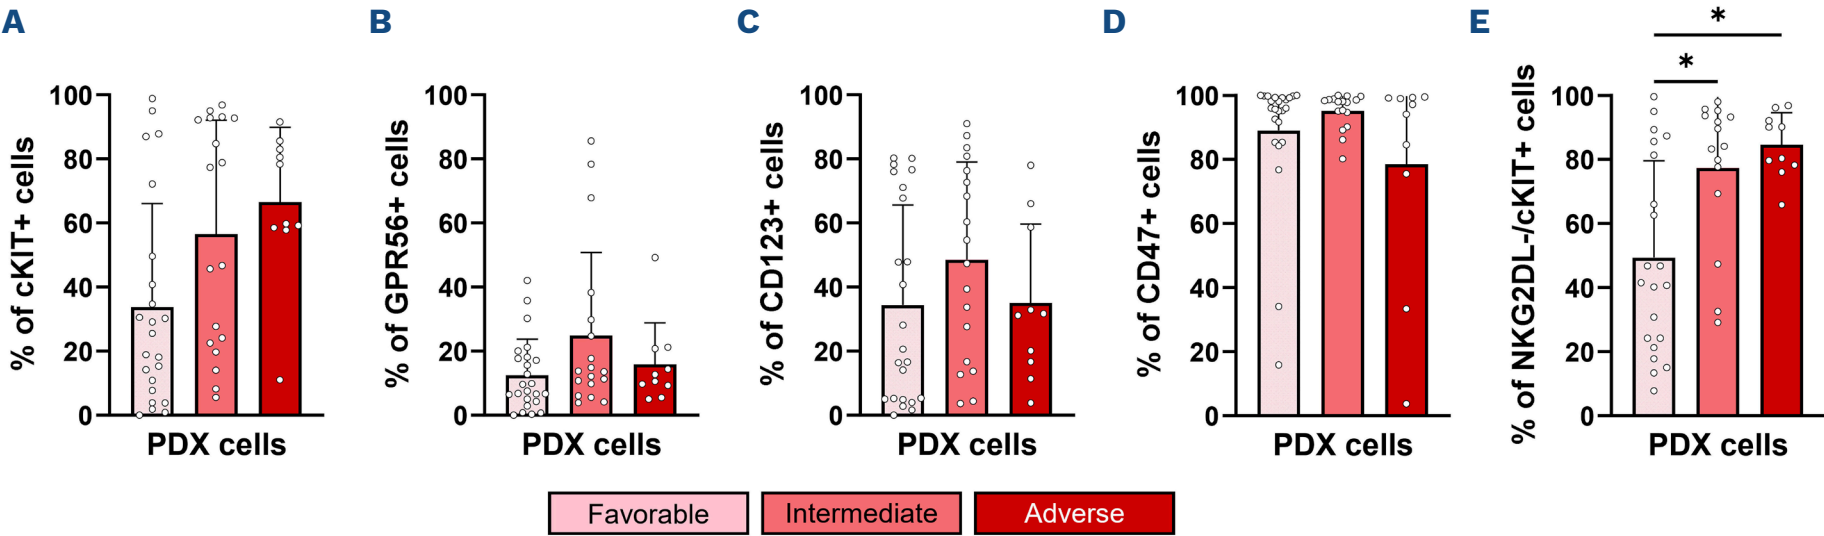 A
B
C
D
E
% of cKIT+ cells
100
80
60
40
20
0
PDX cells
% of GPR56+ cells
100
80
60
40
20
0
PDX cells
% of CD123+ cells
100
80
60
40
20
0
PDX cells
% of CD47+ cells
100
80
60
40
20
0
PDX cells
*
*
% of NKG2DL-/cKIT+ cells
100
80
60
40
20
0
PDX cells
Favorable
Intermediate
Adverse